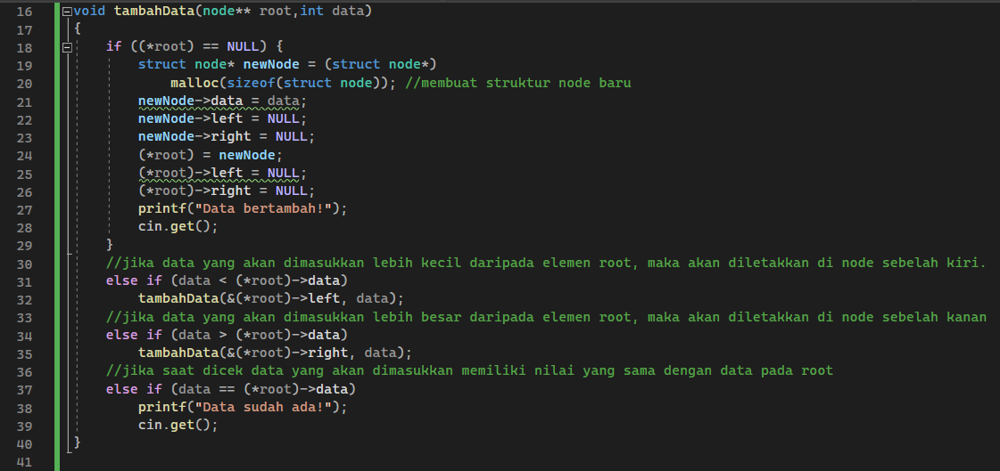 16 void tambahData(node** root,int data)
17 {
18 if ((*root) == NULL) {
19 struct node* newNode = (struct node*)
20 malloc(sizeof(struct node)); //membuat struktur node baru
21 newNode->data = data;
22 newNode->left = NULL;
23 newNode->right = NULL;
24 (*root) = newNode;
25 (*root)->left = NULL;
26 (*root)->right = NULL;
27 printf("Data bertambah!");
28 cin.get();
29 }
30 //jika data yang akan dimasukkan lebih kecil daripada elemen root, maka akan diletakkan di node sebelah kiri.
31 else if (data < (*root)->data)
32 tambahData(&(*root)->left, data);
33 //jika data yang akan dimasukkan lebih besar daripada elemen root, maka akan diletakkan di node sebelah kanan
34 else if (data > (*root)->data)
35 tambahData(&(*root)->right, data);
36 //jika saat dicek data yang akan dimasukkan memiliki nilai yang sama dengan data pada root
37 else if (data == (*root)->data)
38 printf("Data sudah ada!");
39 cin.get();
40 }
41